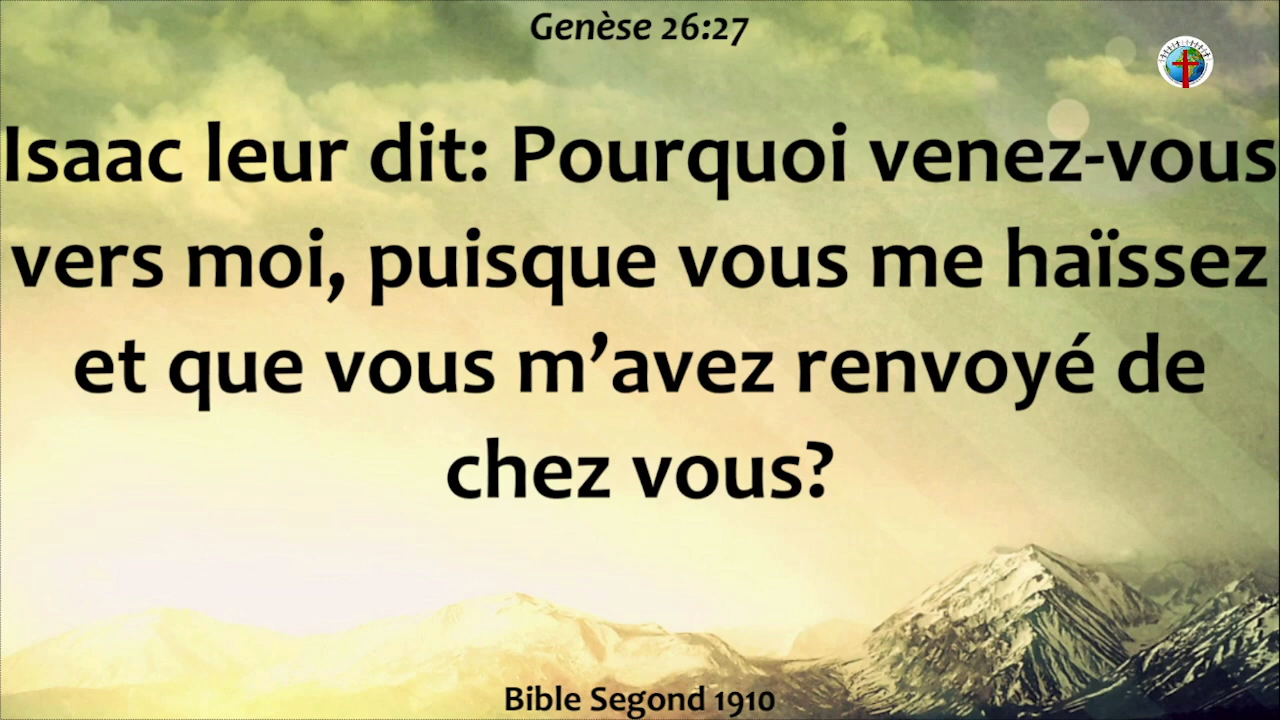 Genèse 26:27
Isaac leur dit: Pourquoi venez-vous
vers moi, puisque vous me haïssez
et que vous m’avez renvoyé de
chez vous?
Bible Segond 1910